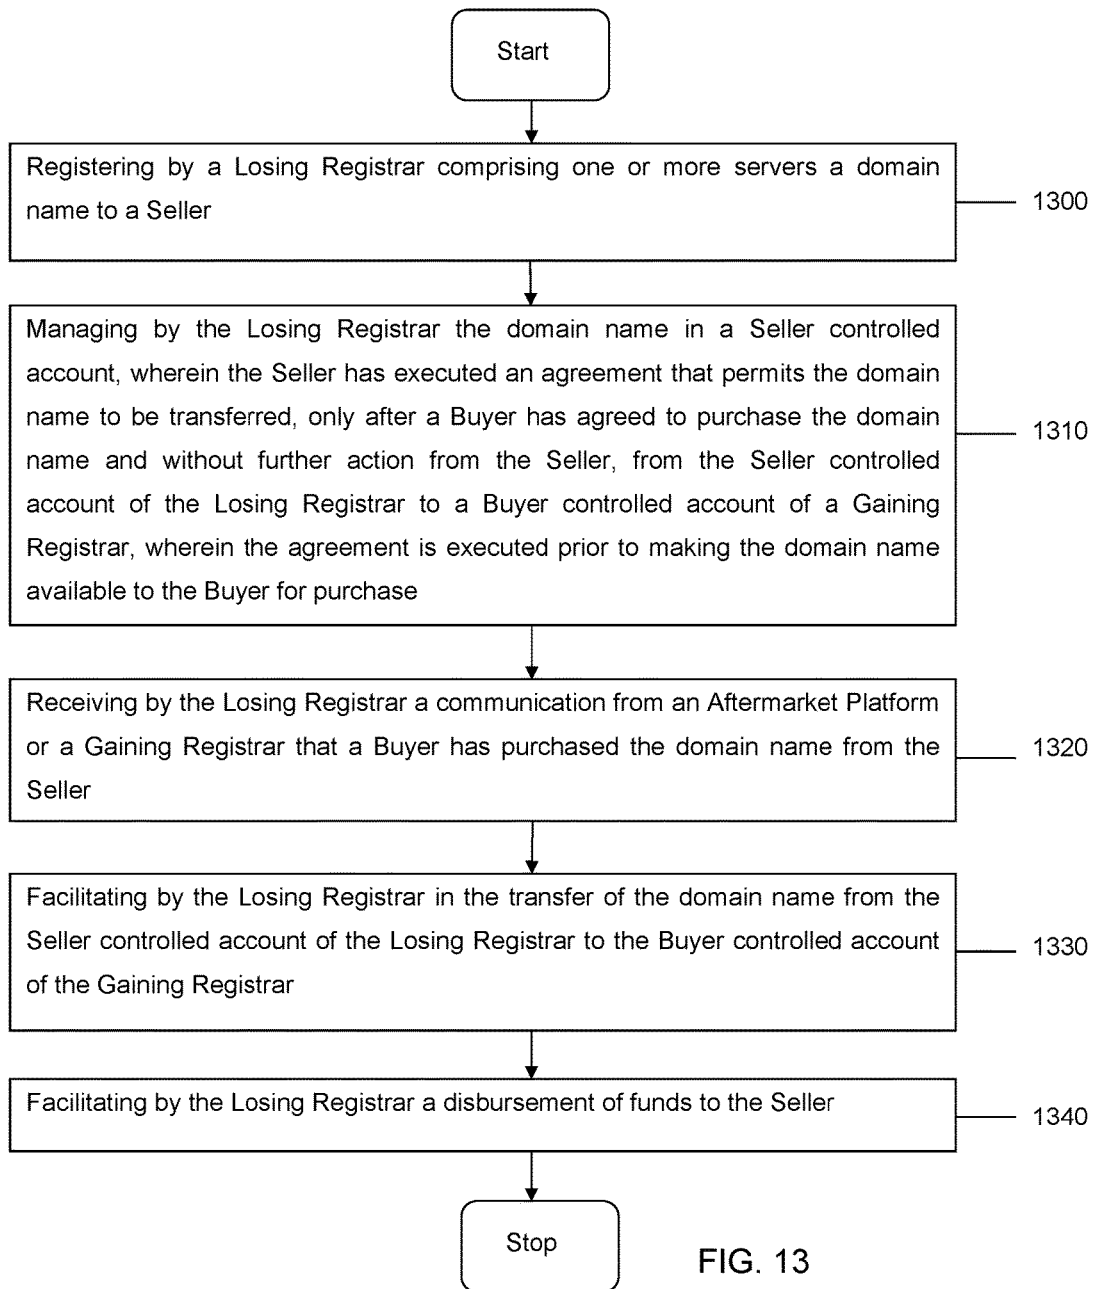 Start
Registering by a Losing Registrar comprising one or more servers a domain
name to a Seller
1300
Managing by the Losing Registrar the domain name in a Seller controlled
account, wherein the Seller has executed an agreement that permits the domain
name to be transferred, only after a Buyer has agreed to purchase the domain
name and without further action from the Seller, from the Seller controlled
account of the Losing Registrar to a Buyer controlled account of a Gaining
Registrar, wherein the agreement is executed prior to making the domain name
available to the Buyer for purchase
1310
Receiving by the Losing Registrar a communication from an Aftermarket Platform
or a Gaining Registrar that a Buyer has purchased the domain name from the
Seller
1320
Facilitating by the Losing Registrar in the transfer of the domain name from the
Seller controlled account of the Losing Registrar to the Buyer controlled account
of the Gaining Registrar
1330
Facilitating by the Losing Registrar a disbursement of funds to the Seller
1340
Stop
FIG. 13